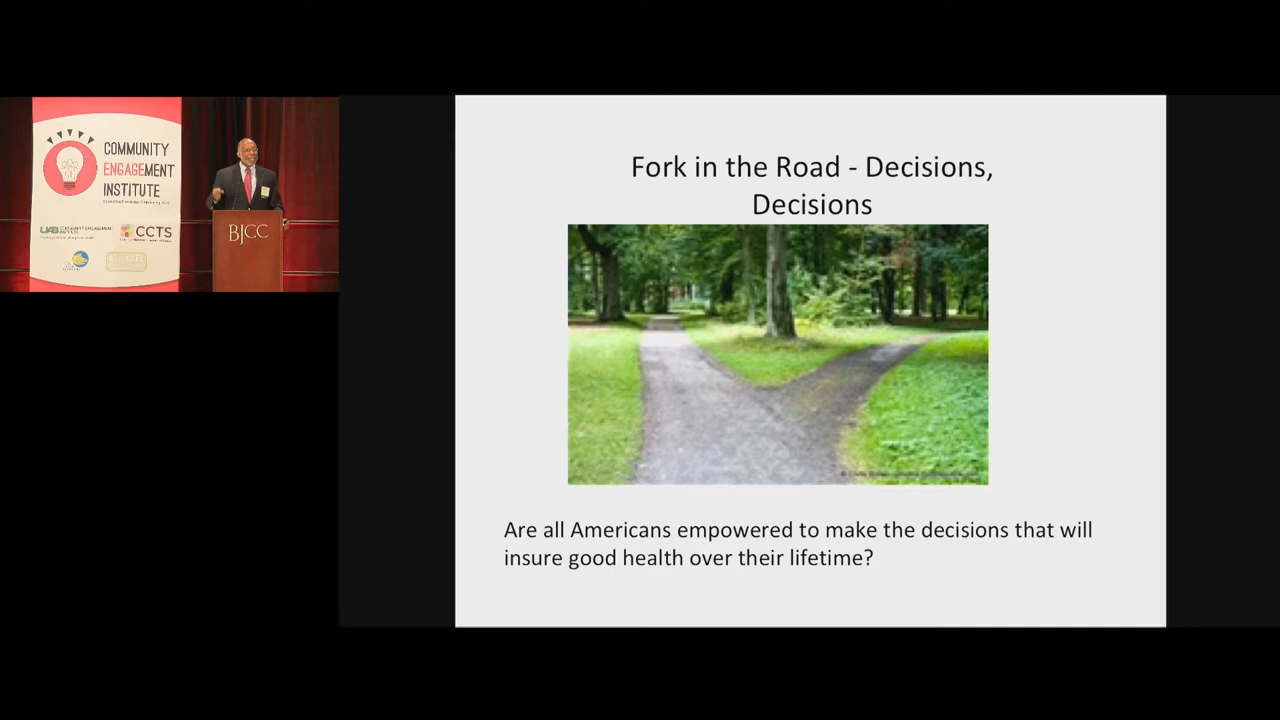 COMMUNITY
ENGAGEMENT
INSTITUTE
UAB
CCTS
BJCC
Fork in the Road - Decisions,
Decisions
Are all Americans empowered to make the decisions that will
insure good health over their lifetime?